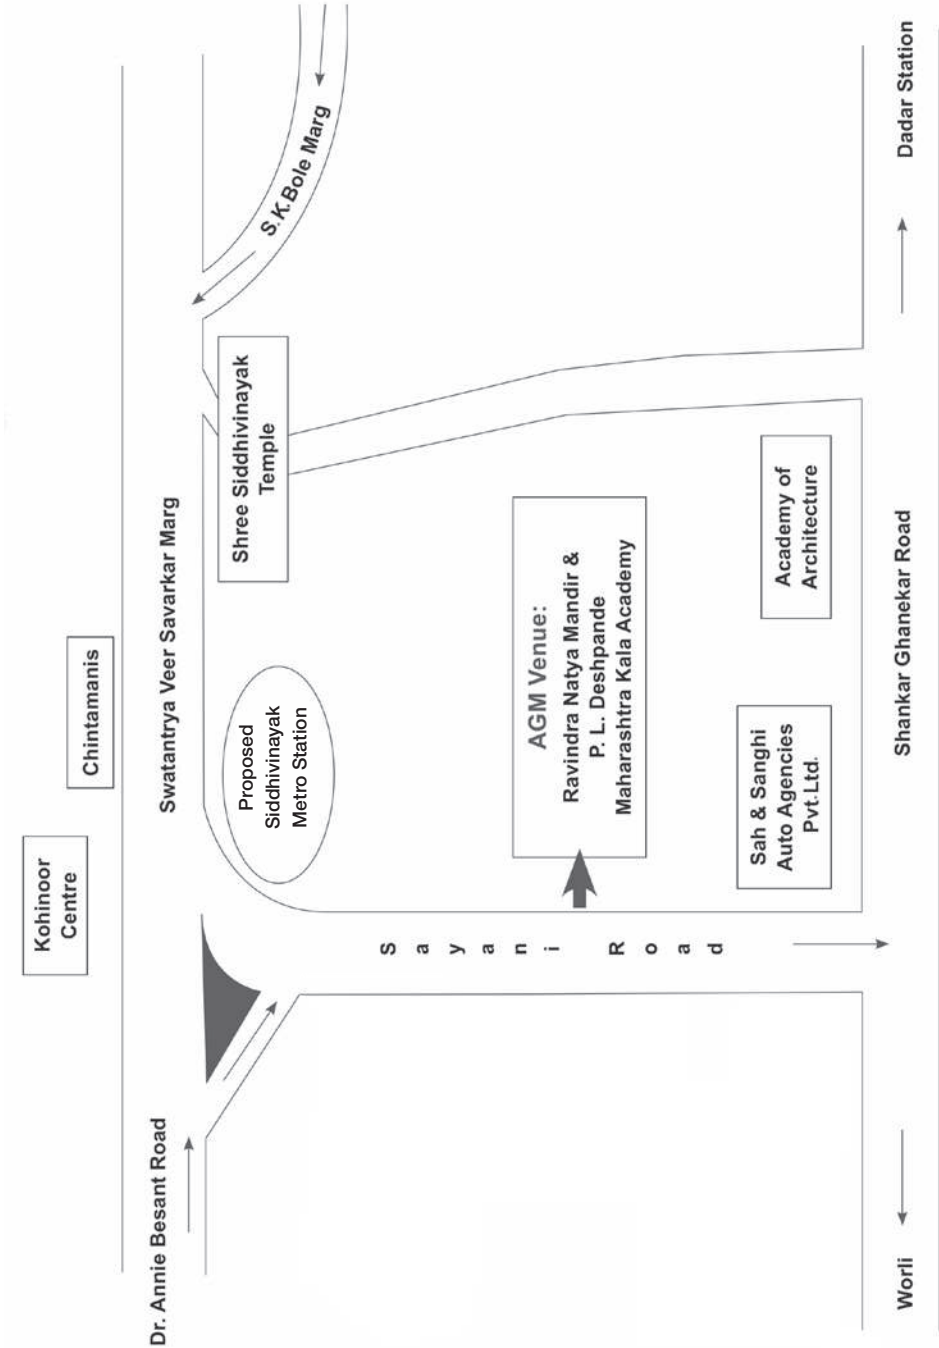 Kohinoor
Centre
Chintamanis
Dr. Annie Besant Road
Swatantrya Veer Savarkar Marg
S.K.Bole Marg
Proposed
Siddhivinayak
Metro Station
Shree Siddhivinayak
Temple
Sayani Road
AGM Venue:
Ravindra Natya Mandir &
P. L. Deshpande
Maharashtra Kala Academy
Sah & Sanghi
Auto Agencies
Pvt.Ltd.
Academy of
Architecture
Worli
Shankar Ghanekar Road
Dadar Station